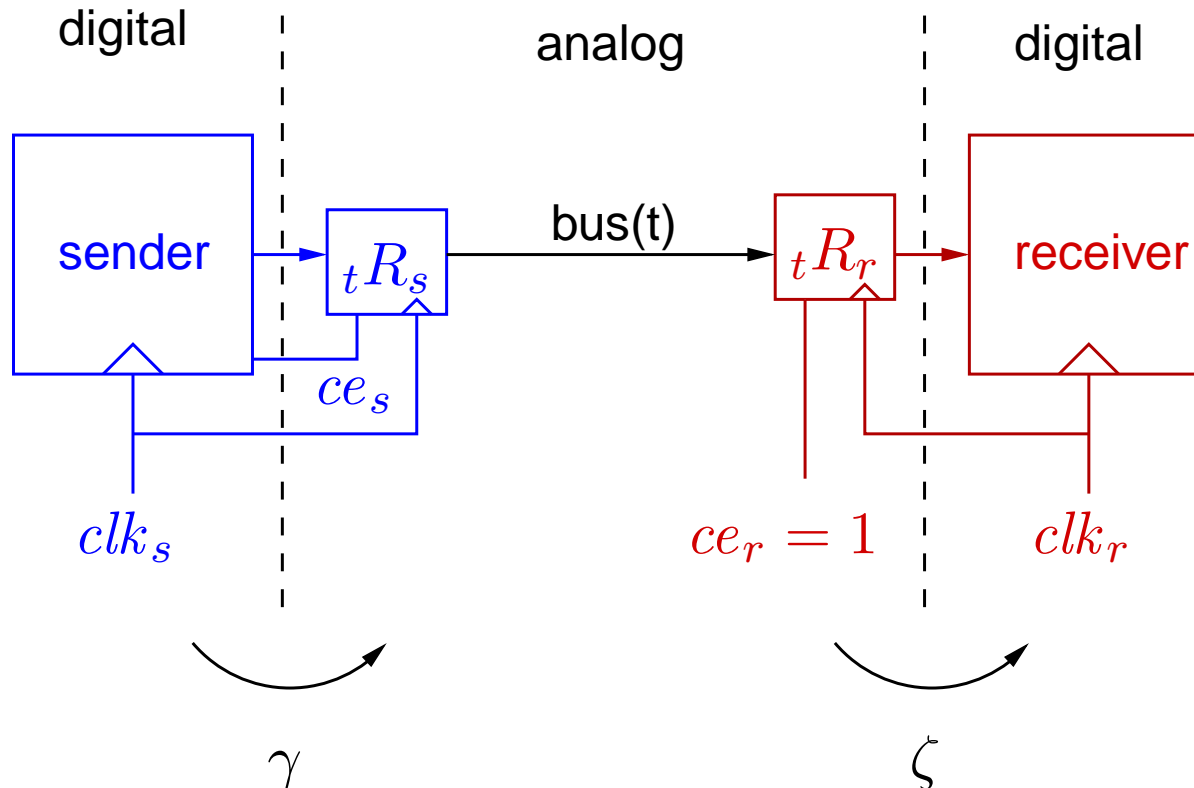 digital
analog
digital
sender
tRs
bus(t)
tRr
receiver
ces
clks
cer = 1
clkr
γ
ζ